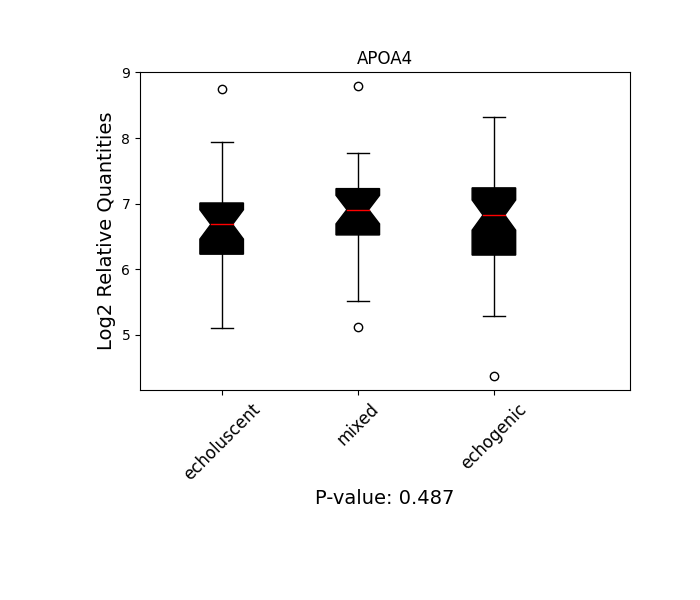 APOA4
Log2 Relative Quantities
9
8
7
6
5
echoluscent
mixed
echogenic
P-value: 0.487